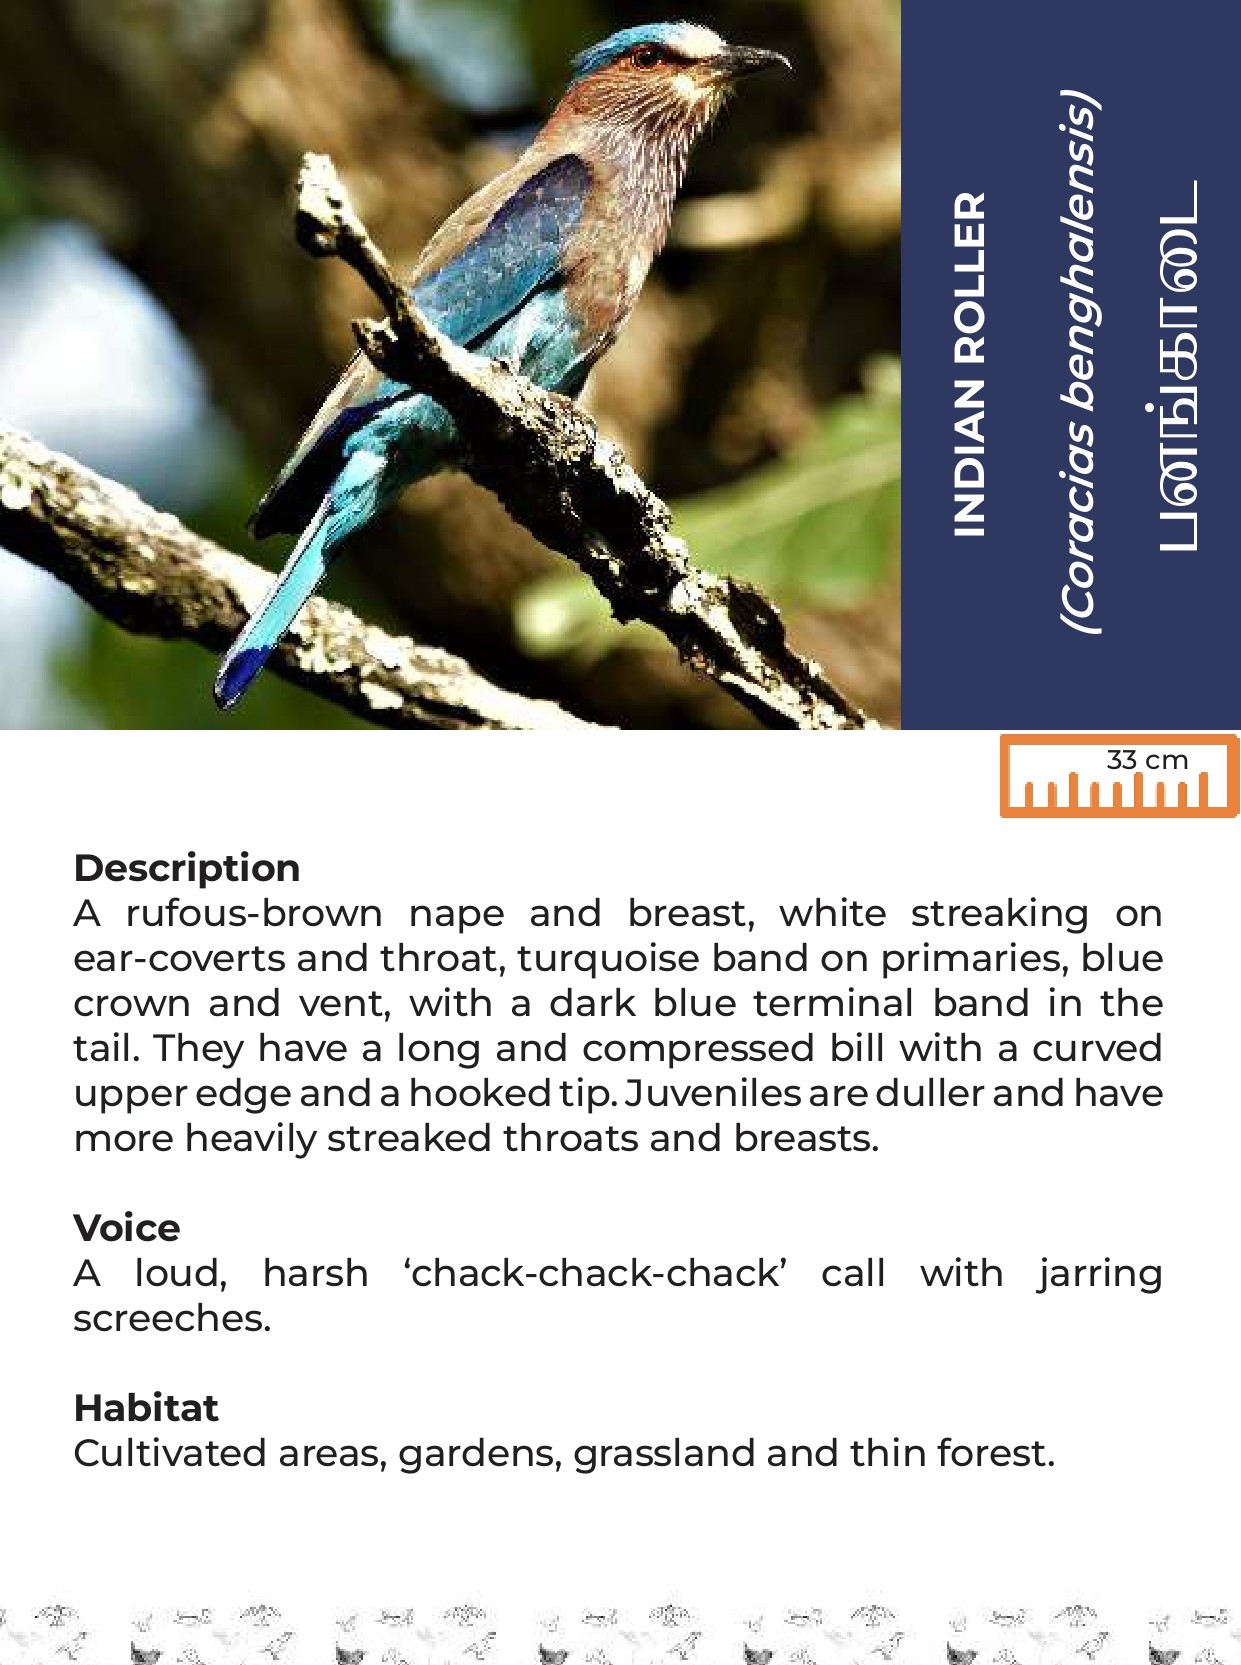 INDIAN ROLLER
(Coracias benghalensis)
பனங்காடை
33 cm
Description
A rufous-brown nape and breast, white streaking on
ear-coverts and throat, turquoise band on primaries, blue
crown and vent, with a dark blue terminal band in the
tail. They have a long and compressed bill with a curved
upper edge and a hooked tip. Juveniles are duller and have
more heavily streaked throats and breasts.
Voice
A loud, harsh ‘chack-chack-chack’ call with jarring
screeches.
Habitat
Cultivated areas, gardens, grassland and thin forest.